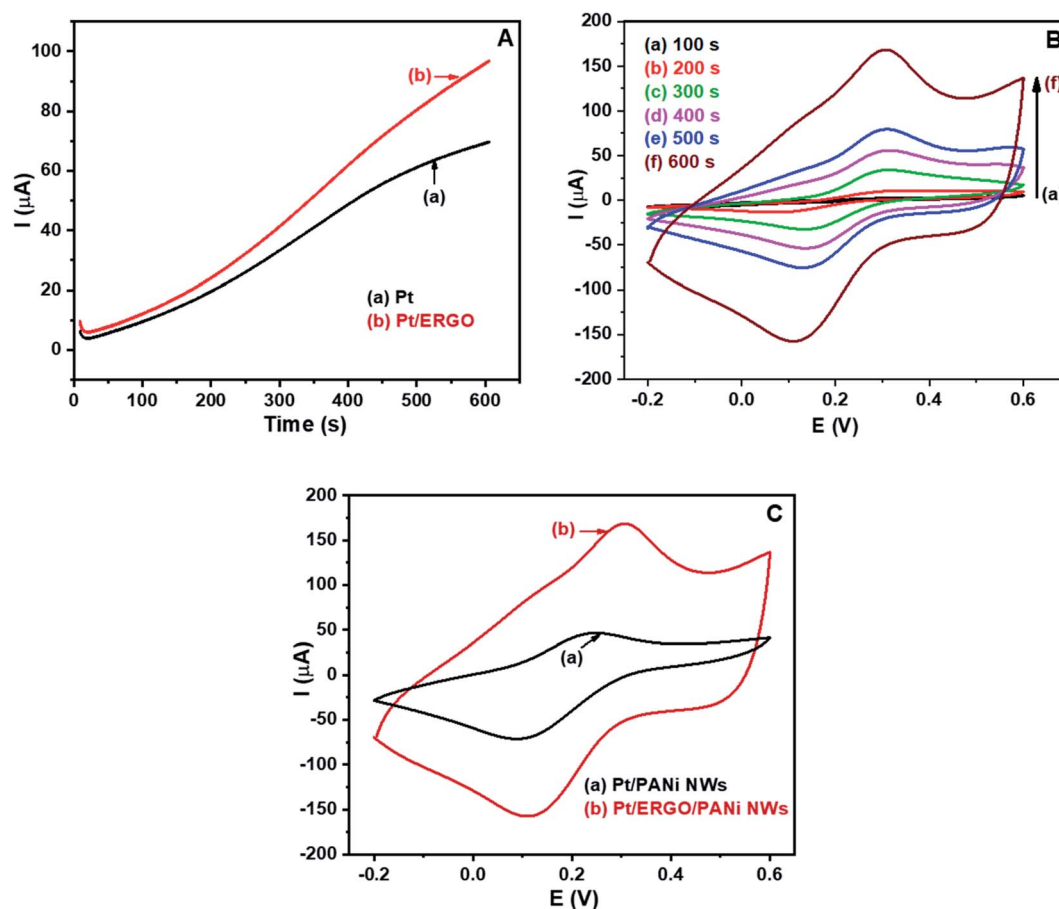 A
I (μA)
100
80
60
40
20
0
(b)
(a)
(a) Pt
(b) Pt/ERGO
0 100 200 300 400 500 600
Time (s)
B
I (μA)
200
150
100
50
0
-50
-100
-150
-200
(a) 100 s
(b) 200 s
(c) 300 s
(d) 400 s
(e) 500 s
(f) 600 s
(f)
(a
-0.2 0.0 0.2 0.4 0.6
E (V)
C
I (μA)
200
150
100
50
0
-50
-100
-150
-200
(b)
(a)
(a) Pt/PANi NWs
(b) Pt/ERGO/PANi NWs
-0.2 0.0 0.2 0.4 0.6
E (V)